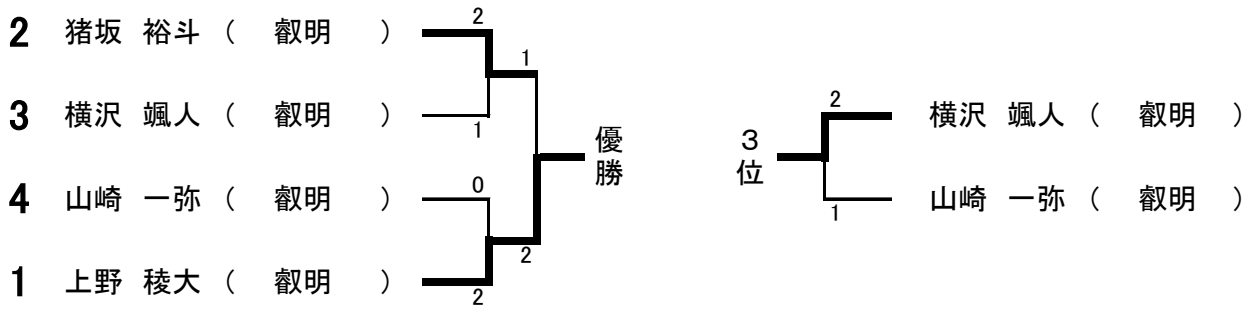 2 猪坂 裕斗 ( 叡明 ) 2
1
3 横沢 颯人 ( 叡明 ) 1
優勝
4 山崎 一弥 ( 叡明 ) 0
2
1 上野 稜大 ( 叡明 ) 2
3位
2 横沢 颯人 ( 叡明 )
1 山崎 一弥 ( 叡明 )